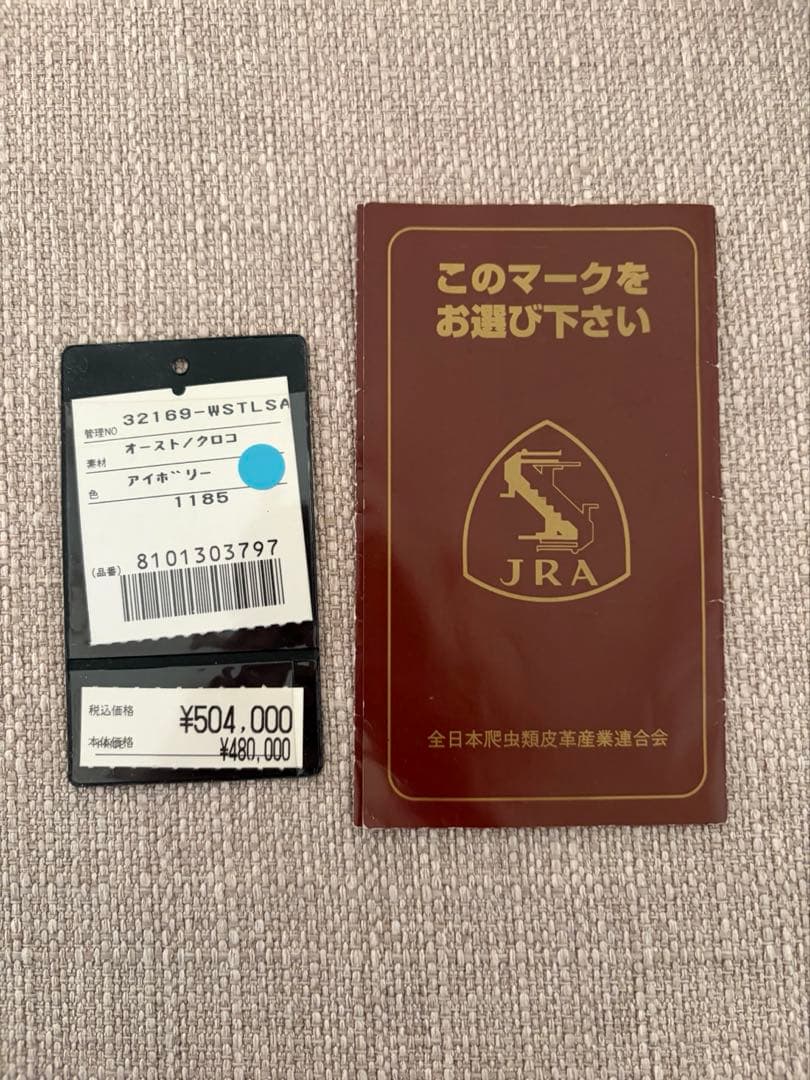 管理NO 32169-WSTLSA
素材 オースト/クロコ
色 アイボリー
1185
(品番) 8101303797
税込価格 ¥504,000
本体価格 ¥480,000
このマークを
お選び下さい
JRA
全日本爬虫類皮革産業連合会